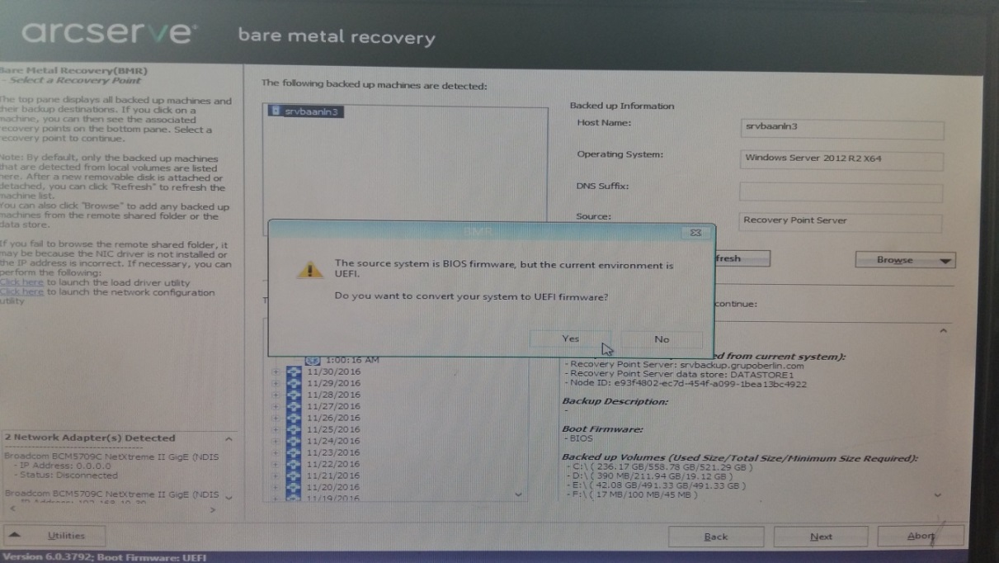 arcserve
bare metal recovery
Bare Metal Recovery(BMR)
- Select a Recovery Point
The top pane displays all backed up machines and
their backup destinations. If you click on a
machine, you can then see the associated
recovery points on the bottom pane. Select a
recovery point to continue.
Note: By default, only the backed up machines
that are detected from local volumes are listed
here. After a new removable disk is attached or
detached, you can click "Refresh" to refresh the
machine list.
You can also click "Browse" to add any backed up
machines from the remote shared folder or the
data store.
If you fail to browse the remote shared folder, it
may be because the NIC driver is not installed or
the IP address is incorrect. If necessary, you can
perform the following:
Click here to launch the load driver utility
Click here to launch the network configuration
utility
2 Network Adapter(s) Detected
Broadcom BCM5709C NetXtreme II GigE (NDIS
- IP Address: 0.0.0.0
- Status: Disconnected
Broadcom BCM5709C NetXtreme II GigE (NDIS
The following backed up machines are detected:
srvbaanln3
Backed up Information
Host Name: srvbaanln3
Operating System: Windows Server 2012 R2 X64
DNS Suffix:
Source: Recovery Point Server
fresh
Browse
continue:
BMR
The source system is BIOS firmware, but the current environment is
UEFI.
Do you want to convert your system to UEFI firmware?
Yes No
1:00:16 AM
11/30/2016
11/29/2016
11/28/2016
11/27/2016
11/26/2016
11/25/2016
11/24/2016
11/23/2016
11/22/2016
11/21/2016
11/20/2016
11/19/2016
ed from current system):
- Recovery Point Server: srvbackup.grupoberlin.com
- Recovery Point Server data store: DATASTORE1
- Node ID: e93f4802-ec7d-454f-a099-1bea13bc4922
Backup Description:
-
Boot Firmware:
- BIOS
Backed up Volumes (Used Size/Total Size/Minimum Size Required):
- C:\ ( 236.17 GB/558.78 GB/521.29 GB )
- D:\ ( 390 MB/211.94 GB/19.12 GB )
- E:\ ( 42.08 GB/491.33 GB/491.33 GB )
- F:\ ( 17 MB/100 MB/45 MB )
Utilities
Back
Next
Abort
Version 6.0.3792; Boot Firmware: UEFI